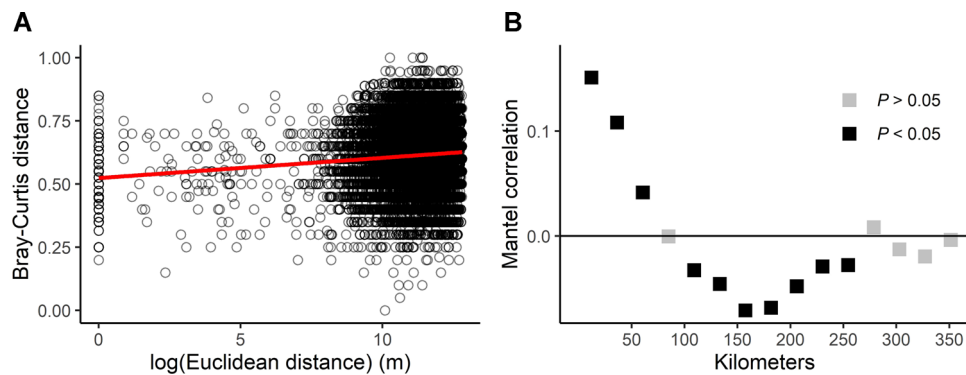 A
1.00
0.75
0.50
0.25
0.00
Bray-Curtis distance
0
5
10
log(Euclidean distance) (m)
B
0.1
0.0
Mantel correlation
P > 0.05
P < 0.05
50
100
150
200
250
300
350
Kilometers